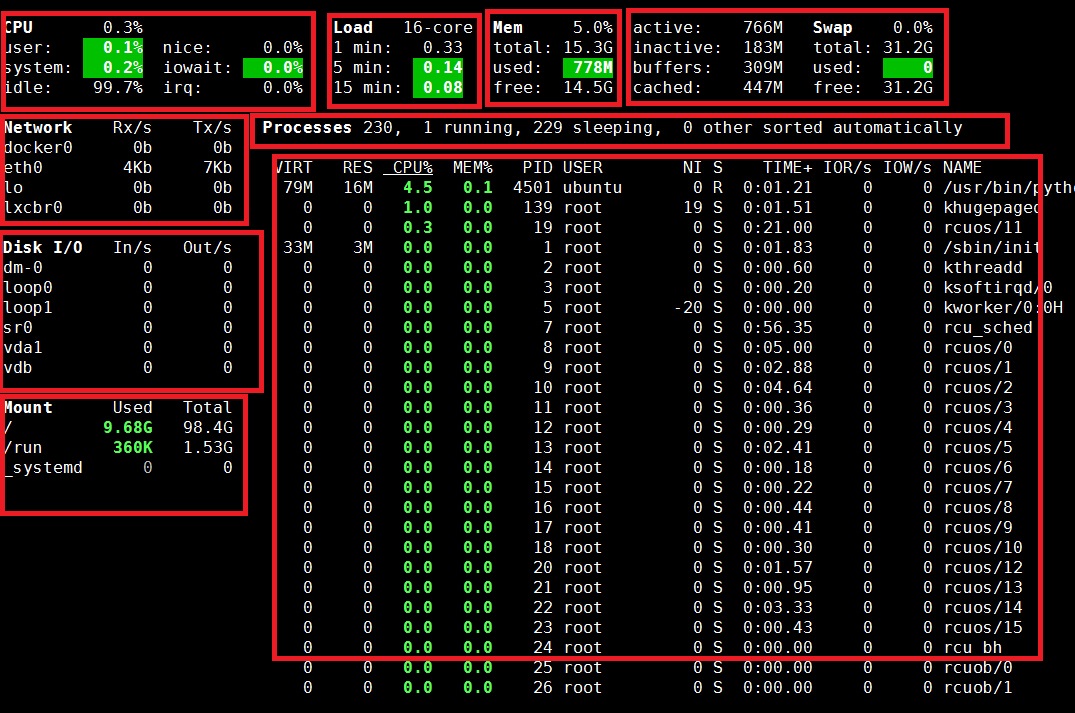 CPU 0.3% Load 16-core Mem 5.0% active: 766M Swap 0.0%
user: 0.1% nice: 0.0% 1 min: 0.33 total: 15.3G inactive: 183M total: 31.2G
system: 0.2% iowait: 0.0% 5 min: 0.14 used: 778M buffers: 309M used: 0
idle: 99.7% irq: 0.0% 15 min: 0.08 free: 14.5G cached: 447M free: 31.2G
Network Rx/s Tx/s
docker0 0b 0b
eth0 4Kb 7Kb
lo 0b 0b
lxcbr0 0b 0b
Disk I/O In/s Out/s
dm-0 0 0
loop0 0 0
loop1 0 0
sr0 0 0
vda1 0 0
vdb 0 0
Mount Used Total
/ 9.68G 98.4G
/run 360K 1.53G
_systemd 0 0
Processes 230, 1 running, 229 sleeping, 0 other sorted automatically
VIRT RES CPU% MEM% PID USER NI S TIME+ IOR/s IOW/s NAME
79M 16M 4.5 0.1 4501 ubuntu 0 R 0:01.21 0 0 /usr/bin/pyth
0 0 1.0 0.0 139 root 19 S 0:01.51 0 0 khugepaged
0 0 0.3 0.0 19 root 0 S 0:21.00 0 0 rcuos/11
33M 3M 0.0 0.0 1 root 0 S 0:01.83 0 0 /sbin/init
0 0 0.0 0.0 2 root 0 S 0:00.60 0 0 kthreadd
0 0 0.0 0.0 3 root 0 S 0:00.20 0 0 ksoftirqd/0
0 0 0.0 0.0 5 root -20 S 0:00.00 0 0 kworker/0:0H
0 0 0.0 0.0 7 root 0 S 0:56.35 0 0 rcu_sched
0 0 0.0 0.0 8 root 0 S 0:05.00 0 0 rcuos/0
0 0 0.0 0.0 9 root 0 S 0:02.88 0 0 rcuos/1
0 0 0.0 0.0 10 root 0 S 0:04.64 0 0 rcuos/2
0 0 0.0 0.0 11 root 0 S 0:00.36 0 0 rcuos/3
0 0 0.0 0.0 12 root 0 S 0:00.29 0 0 rcuos/4
0 0 0.0 0.0 13 root 0 S 0:02.41 0 0 rcuos/5
0 0 0.0 0.0 14 root 0 S 0:00.18 0 0 rcuos/6
0 0 0.0 0.0 15 root 0 S 0:00.22 0 0 rcuos/7
0 0 0.0 0.0 16 root 0 S 0:00.44 0 0 rcuos/8
0 0 0.0 0.0 17 root 0 S 0:00.41 0 0 rcuos/9
0 0 0.0 0.0 18 root 0 S 0:00.30 0 0 rcuos/10
0 0 0.0 0.0 20 root 0 S 0:01.57 0 0 rcuos/12
0 0 0.0 0.0 21 root 0 S 0:00.95 0 0 rcuos/13
0 0 0.0 0.0 22 root 0 S 0:03.33 0 0 rcuos/14
0 0 0.0 0.0 23 root 0 S 0:00.43 0 0 rcuos/15
0 0 0.0 0.0 24 root 0 S 0:00.00 0 0 rcu_bh
0 0 0.0 0.0 25 root 0 S 0:00.00 0 0 rcuob/0
0 0 0.0 0.0 26 root 0 S 0:00.00 0 0 rcuob/1